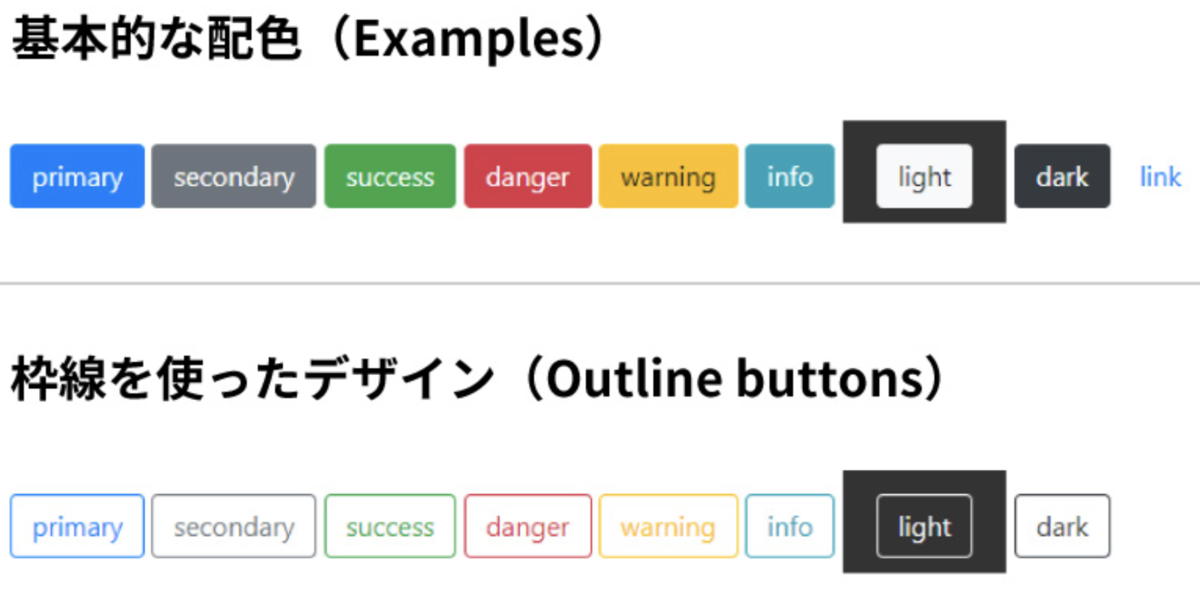 基本的な配色（Examples）
primary secondary success danger warning info light dark link
枠線を使ったデザイン（Outline buttons）
primary secondary success danger warning info light dark